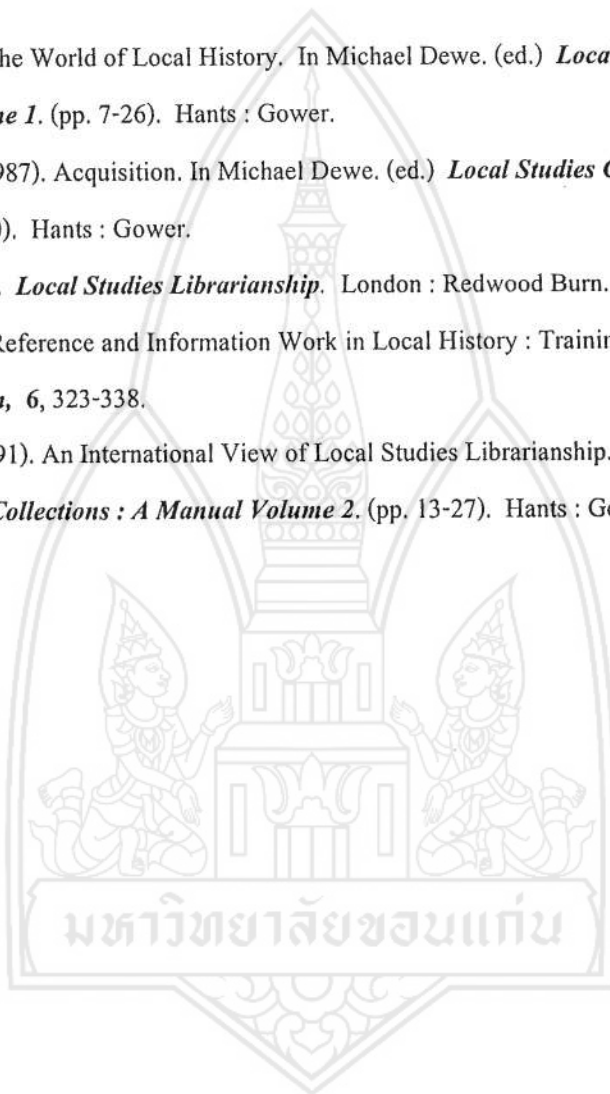 he World of Local History. In Michael Dewe. (ed.) Loca
ne 1. (pp. 7-26). Hants : Gower.
987). Acquisition. In Michael Dewe. (ed.) Local Studies C
). Hants : Gower.
. Local Studies Librarianship. London : Redwood Burn.
Reference and Information Work in Local History : Trainin
, 6, 323-338.
91). An International View of Local Studies Librarianship.
Collections : A Manual Volume 2. (pp. 13-27). Hants : G
มหาวิทยาลัยขอนแก่น